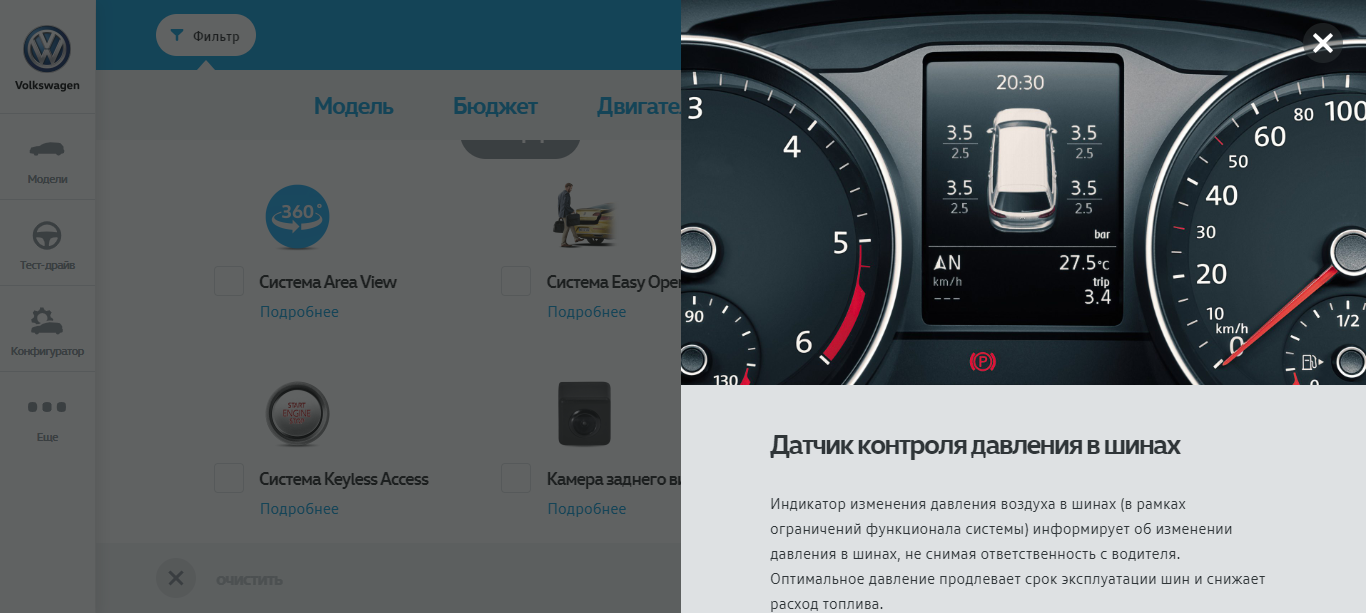 Volkswagen
Модели
Тест-драйв
Конфигуратор
Еще
Фильтр
Модель
Бюджет
Двигате
360°
Система Area View
Подробнее
Система Easy Ope
Подробнее
START
ENGINE
STOP
Система Keyless Access
Подробнее
Камера заднего ви
Подробнее
очистить
3
4
5
6
90
130
20:30
3.5 3.5
2.5 2.5
3.5 3.5
2.5 2.5
bar
N 27.5°C
km/h trip
--- 3.4
100
80
60
50
40
30
20
10
km/h
0
1/2
P
Датчик контроля давления в шинах
Индикатор изменения давления воздуха в шинах (в рамках
ограничений функционала системы) информирует об изменении
давления в шинах, не снимая ответственность с водителя.
Оптимальное давление продлевает срок эксплуатации шин и снижает
расход топлива.